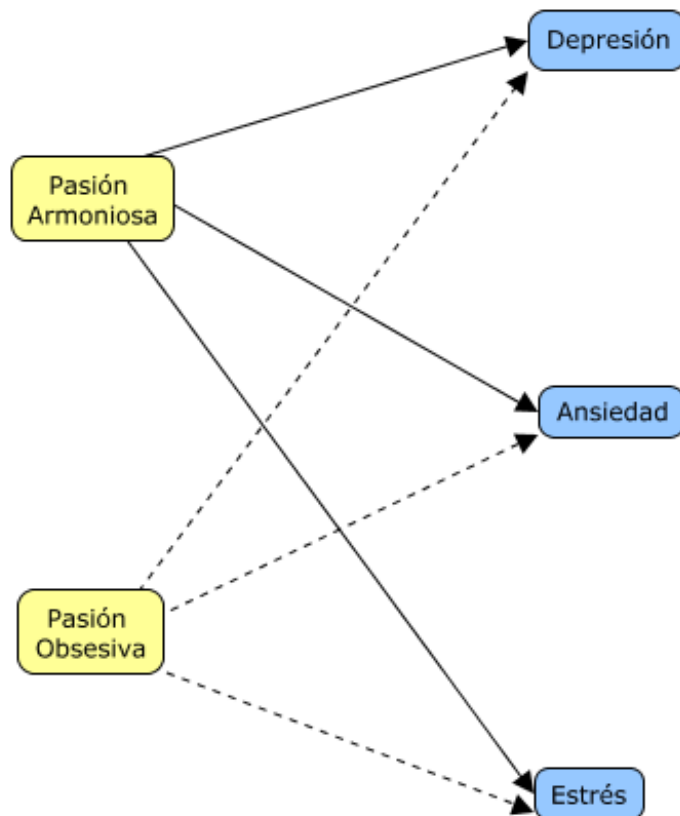 Depresión
Pasión
Armoniosa
Ansiedad
Pasión
Obsesiva
Estrés